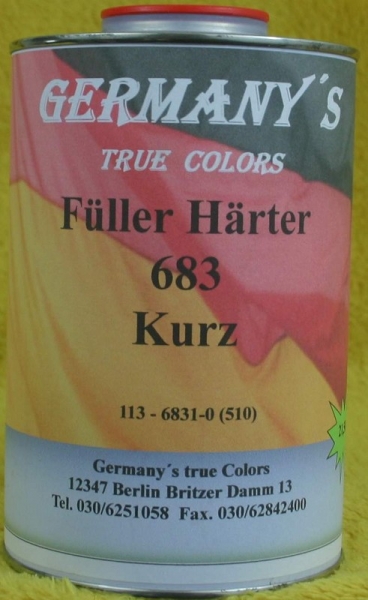 GERMANY´S
TRUE COLORS
Füller Härter
683
Kurz
113 - 6831-0 (510)
Germany´s true Colors
12347 Berlin Britzer Damm 13
Tel. 030/6251058 Fax. 030/62842400